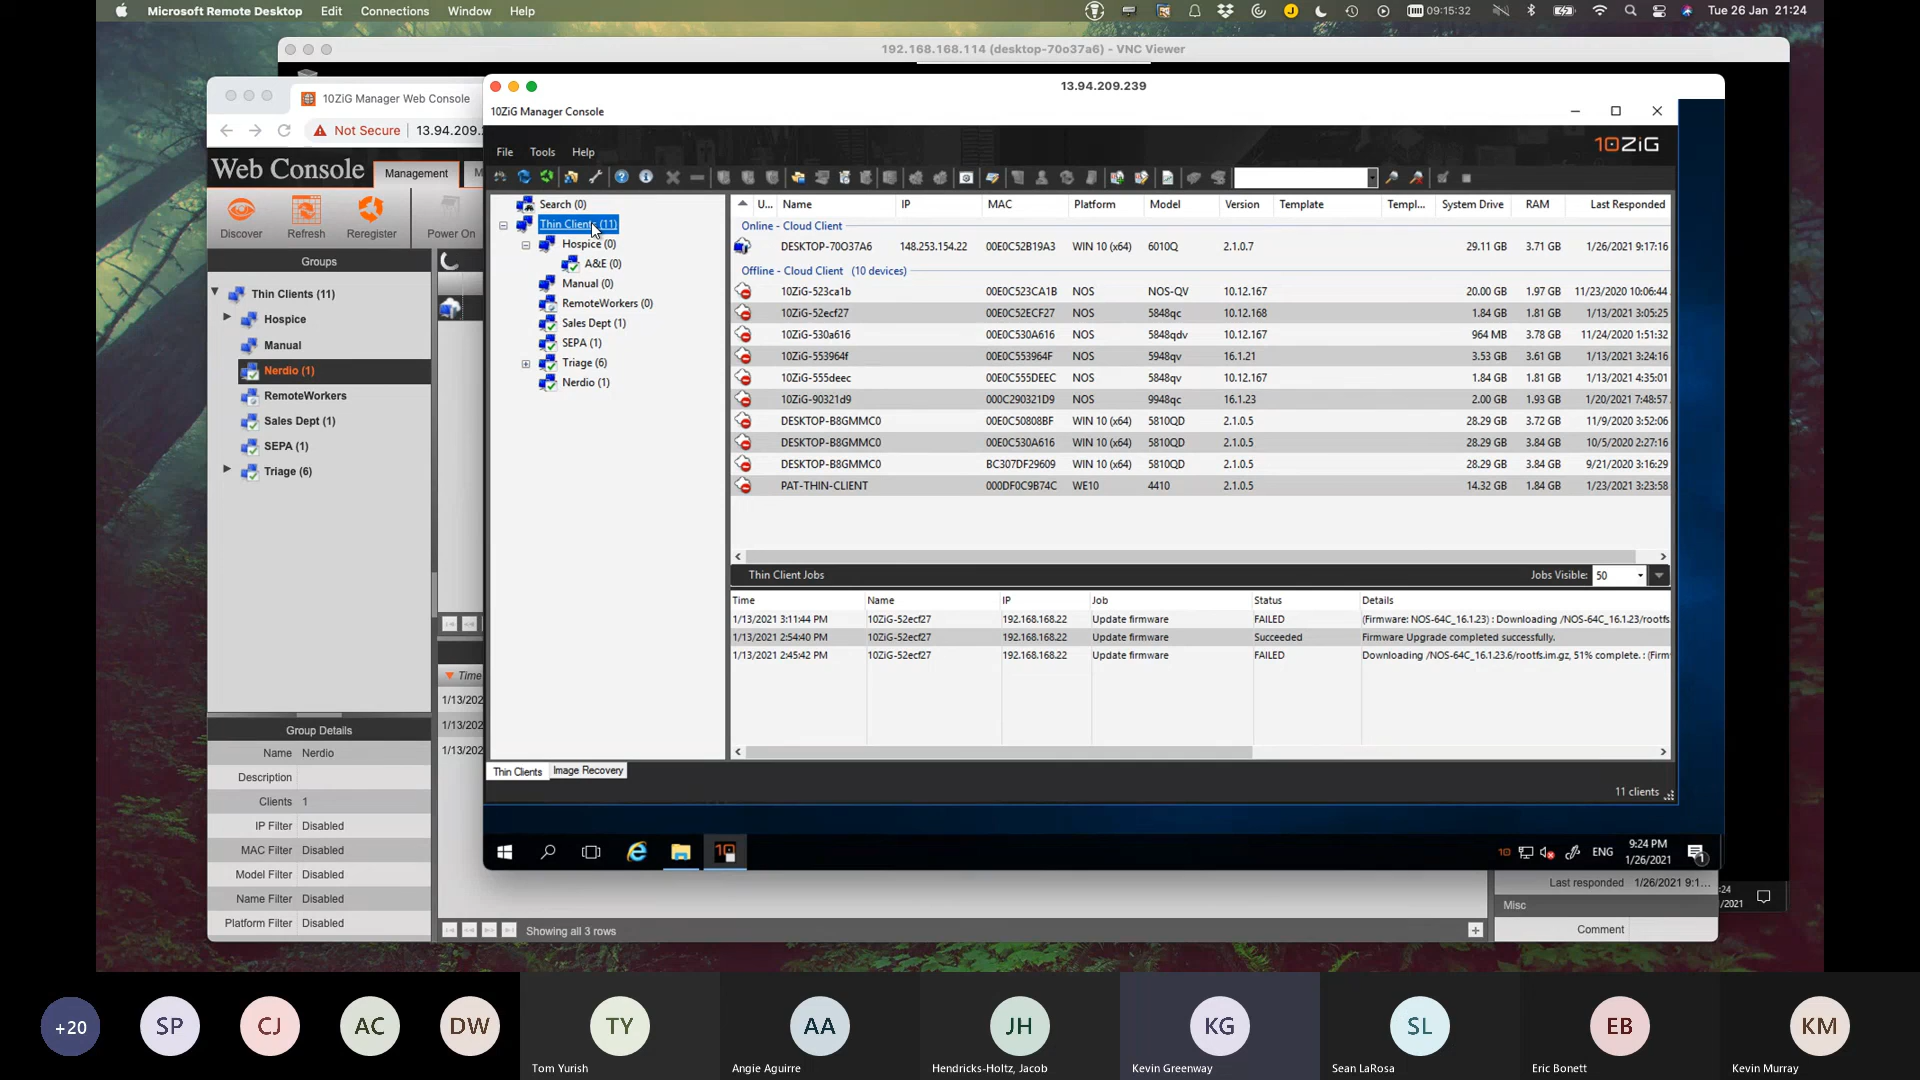 Microsoft Remote Desktop Edit Connections Window Help
09:15:32
Tue 26 Jan 21:24
192.168.168.114 (desktop-70o37a6) - VNC Viewer
10ZiG Manager Web Console
Not Secure 13.94.209.
Web Console
Management
Discover Refresh Reregister Power On
Groups
Thin Clients (11)
Hospice
Manual
Nerdio (1)
RemoteWorkers
Sales Dept (1)
SEPA (1)
Triage (6)
Group Details
Name Nerdio
Description
Clients 1
IP Filter Disabled
MAC Filter Disabled
Model Filter Disabled
Name Filter Disabled
Platform Filter Disabled
Time
1/13/202
1/13/202
1/13/202
Showing all 3 rows
13.94.209.239
10ZiG Manager Console
File Tools Help
10ZiG
Search (0)
Thin Clients (11)
Hospice (0)
A&E (0)
Manual (0)
RemoteWorkers (0)
Sales Dept (1)
SEPA (1)
Triage (6)
Nerdio (1)
U... Name IP MAC Platform Model Version Template Templ... System Drive RAM Last Responded
Online - Cloud Client
DESKTOP-70O37A6 148.253.154.22 00E0C52B19A3 WIN 10 (x64) 6010Q 2.1.0.7 29.11 GB 3.71 GB 1/26/2021 9:17:16
Offline - Cloud Client (10 devices)
10ZiG-523ca1b 00E0C523CA1B NOS NOS-QV 10.12.167 20.00 GB 1.97 GB 11/23/2020 10:06:44
10ZiG-52ecf27 00E0C52ECF27 NOS 5848qc 10.12.168 1.84 GB 1.81 GB 1/13/2021 3:05:25
10ZiG-530a616 00E0C530A616 NOS 5848qdv 10.12.167 964 MB 3.78 GB 11/24/2020 1:51:32
10ZiG-553964f 00E0C553964F NOS 5948qv 16.1.21 3.53 GB 3.61 GB 1/13/2021 3:24:16
10ZiG-555deec 00E0C555DEEC NOS 5848qv 10.12.167 1.84 GB 1.81 GB 1/13/2021 4:35:01
10ZiG-90321d9 000C290321D9 NOS 9948qc 16.1.23 2.00 GB 1.93 GB 1/20/2021 7:48:57
DESKTOP-B8GMMC0 00E0C50808BF WIN 10 (x64) 5810QD 2.1.0.5 28.29 GB 3.72 GB 11/9/2020 3:52:06
DESKTOP-B8GMMC0 00E0C530A616 WIN 10 (x64) 5810QD 2.1.0.5 28.29 GB 3.84 GB 10/5/2020 2:27:16
DESKTOP-B8GMMC0 BC307DF29609 WIN 10 (x64) 5810QD 2.1.0.5 28.29 GB 3.84 GB 9/21/2020 3:16:29
PAT-THIN-CLIENT 000DF0C9B74C WE10 4410 2.1.0.5 14.32 GB 1.84 GB 1/23/2021 3:23:58
Thin Client Jobs Jobs Visible: 50
Time Name IP Job Status Details
1/13/2021 3:11:44 PM 10ZiG-52ecf27 192.168.168.22 Update firmware FAILED (Firmware: NOS-64C_16.1.23) : Downloading /NOS-64C_16.1.23/rootfs
1/13/2021 2:54:40 PM 10ZiG-52ecf27 192.168.168.22 Update firmware Succeeded Firmware Upgrade completed successfully.
1/13/2021 2:45:42 PM 10ZiG-52ecf27 192.168.168.22 Update firmware FAILED Downloading /NOS-64C_16.1.23.6/rootfs.im.gz, 51% complete. : (Firm
Thin Clients Image Recovery
11 clients
10 ENG 9:24 PM
1/26/2021
1
Last responded 1/26/2021 9:1...
Misc
Comment
:24
/2021
+20 SP CJ AC DW TY AA JH KG SL EB KM
Tom Yurish Angie Aguirre Hendricks-Holtz, Jacob Kevin Greenway Sean LaRosa Eric Bonett Kevin Murray